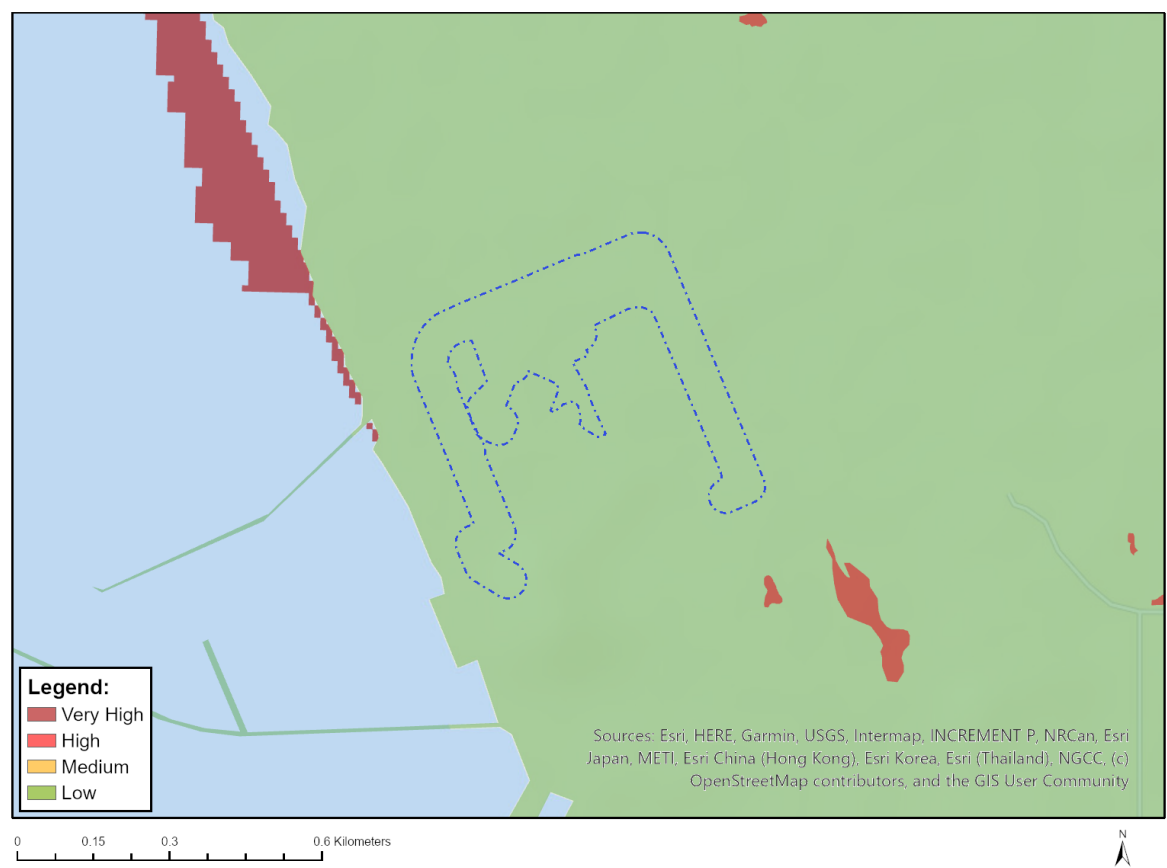 Legend:
Very High
High
Medium
Low
Sources: Esri, HERE, Garmin, USGS, Intermap, INCREMENT P, NRCan, Esri
Japan, METI, Esri China (Hong Kong), Esri Korea, Esri (Thailand), NGCC, (c)
OpenStreetMap contributors, and the GIS User Community
0 0.15 0.3 0.6 Kilometers
N